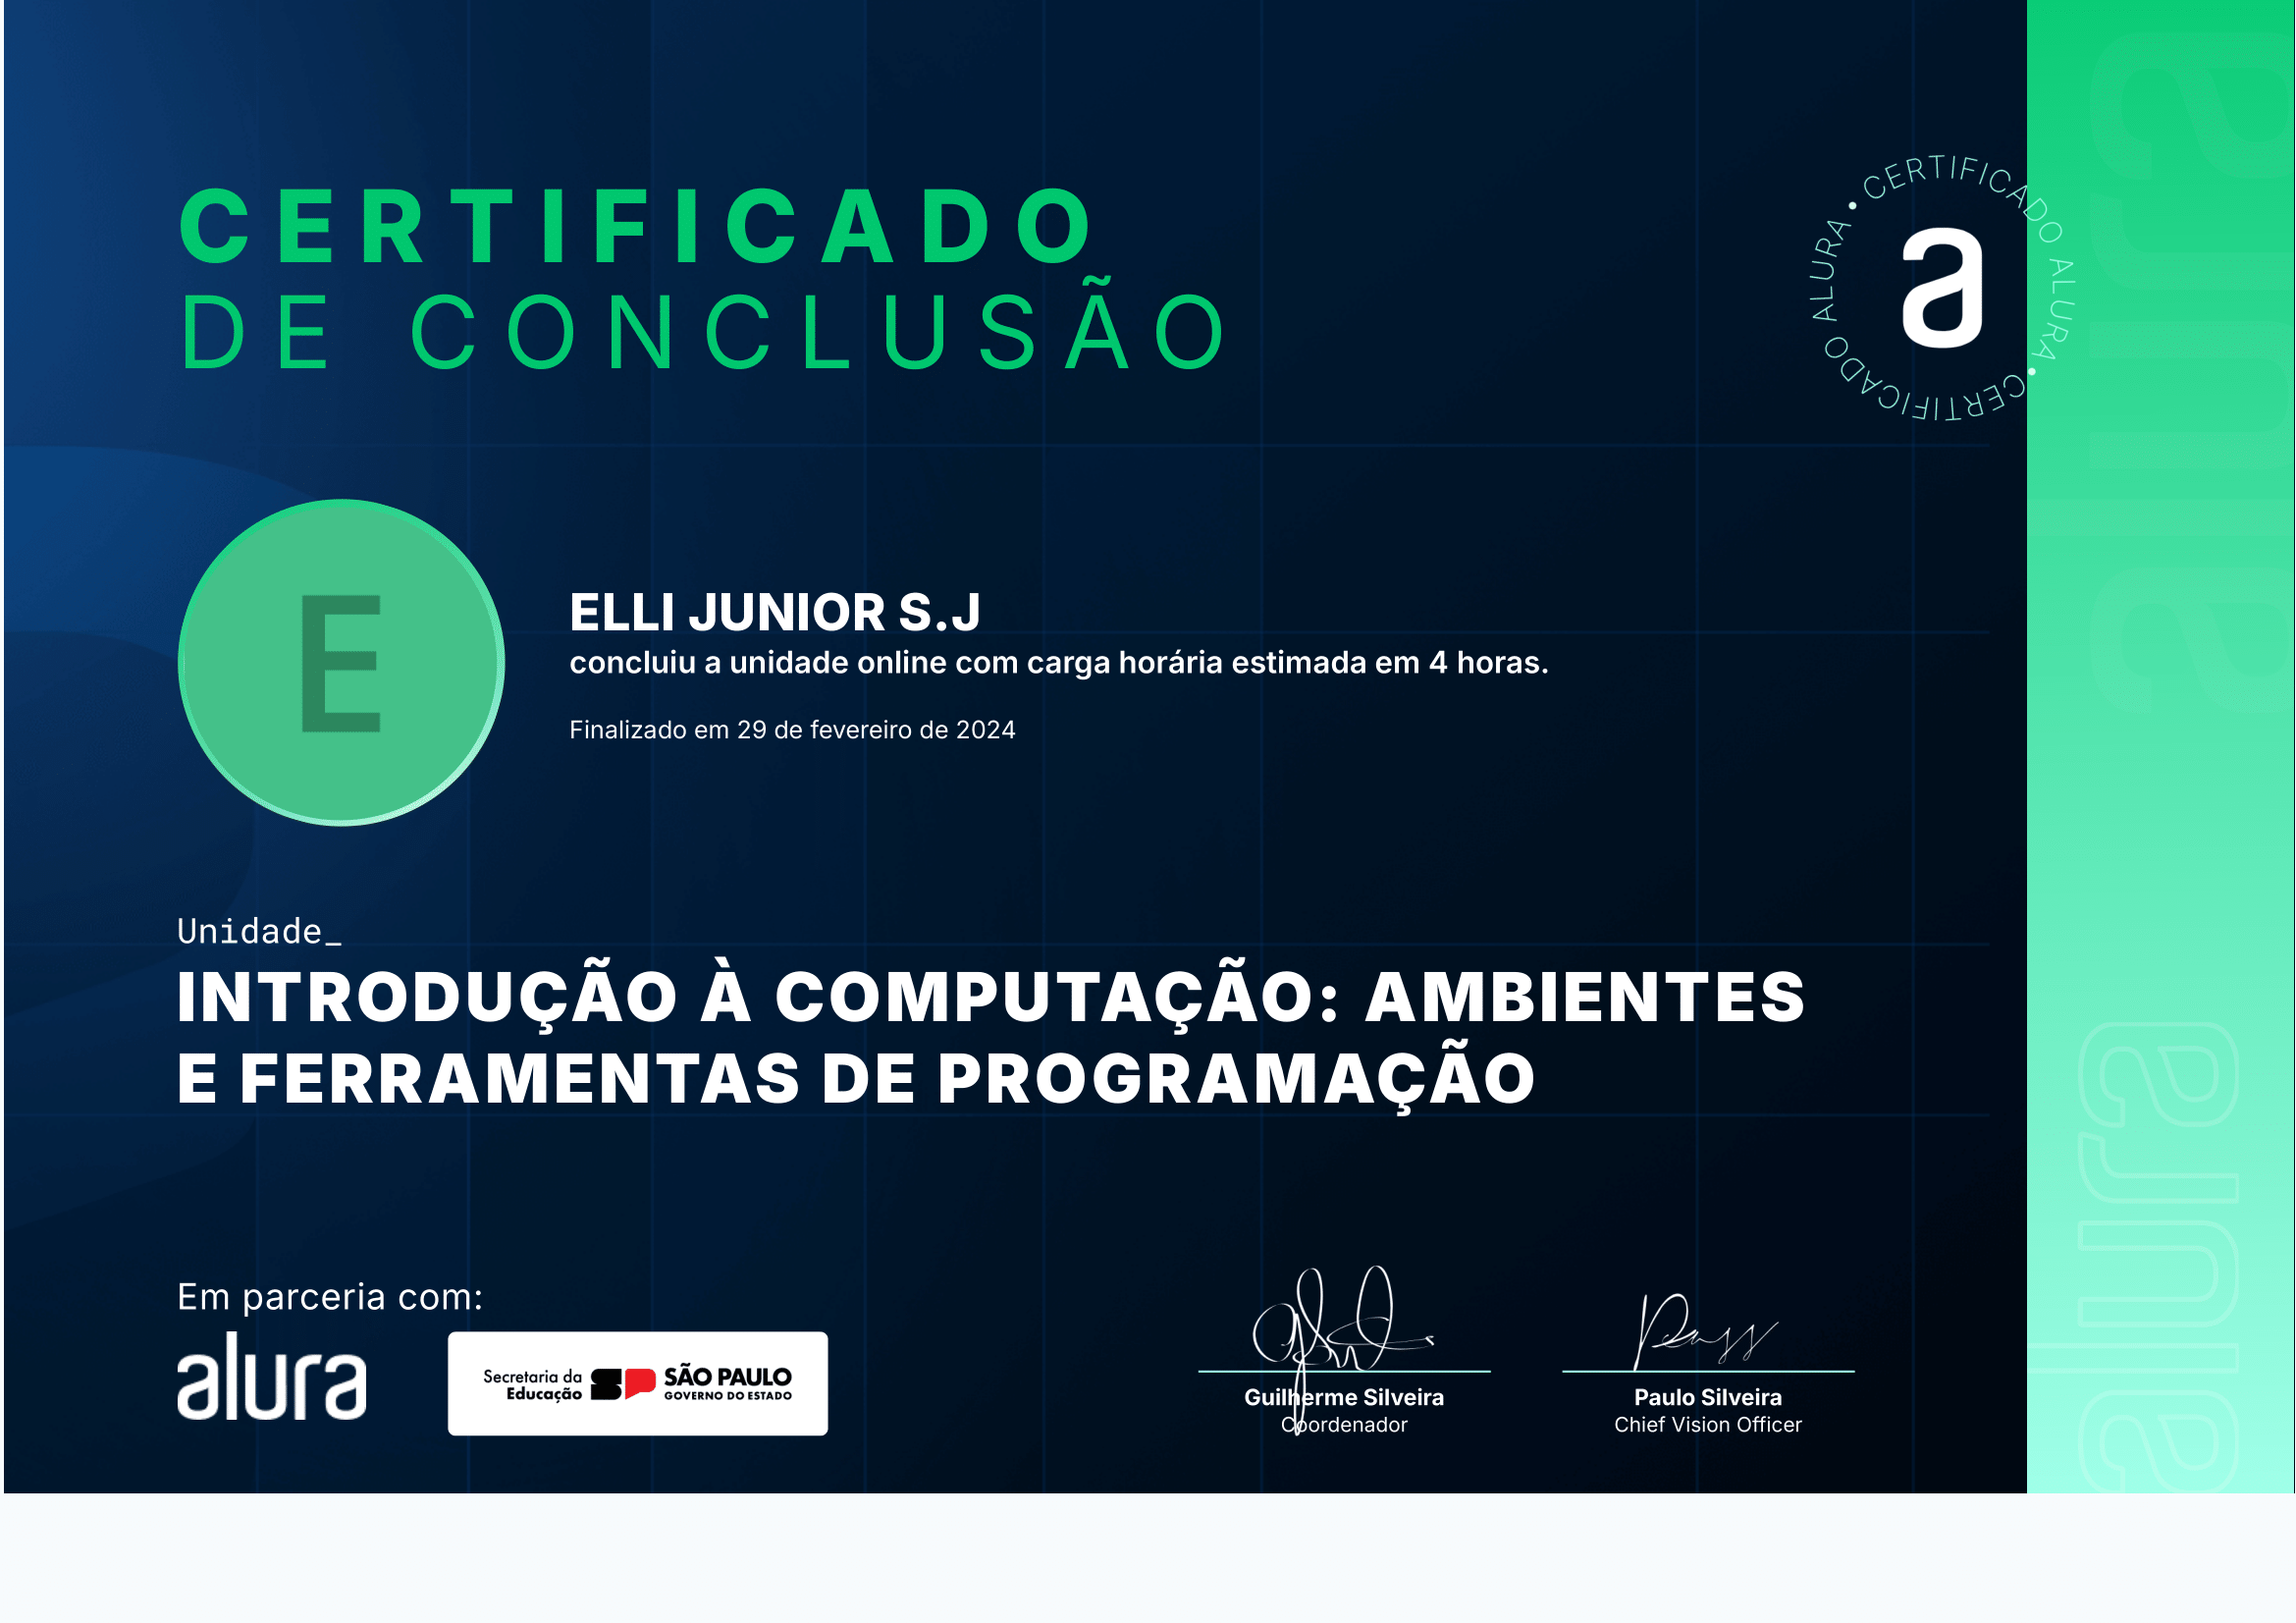 CERTIFICADO
DE CONCLUSÃO
CERTIFICADO ALURA • CERTIFICADO ALURA •
a
E
ELLI JUNIOR S.J
concluiu a unidade online com carga horária estimada em 4 horas.
Finalizado em 29 de fevereiro de 2024
Unidade_
INTRODUÇÃO À COMPUTAÇÃO: AMBIENTES
E FERRAMENTAS DE PROGRAMAÇÃO
Em parceria com:
alura
Secretaria da
Educação
SP
SÃO PAULO
GOVERNO DO ESTADO
Guilherme Silveira
Coordenador
Paulo Silveira
Chief Vision Officer
alura
alura